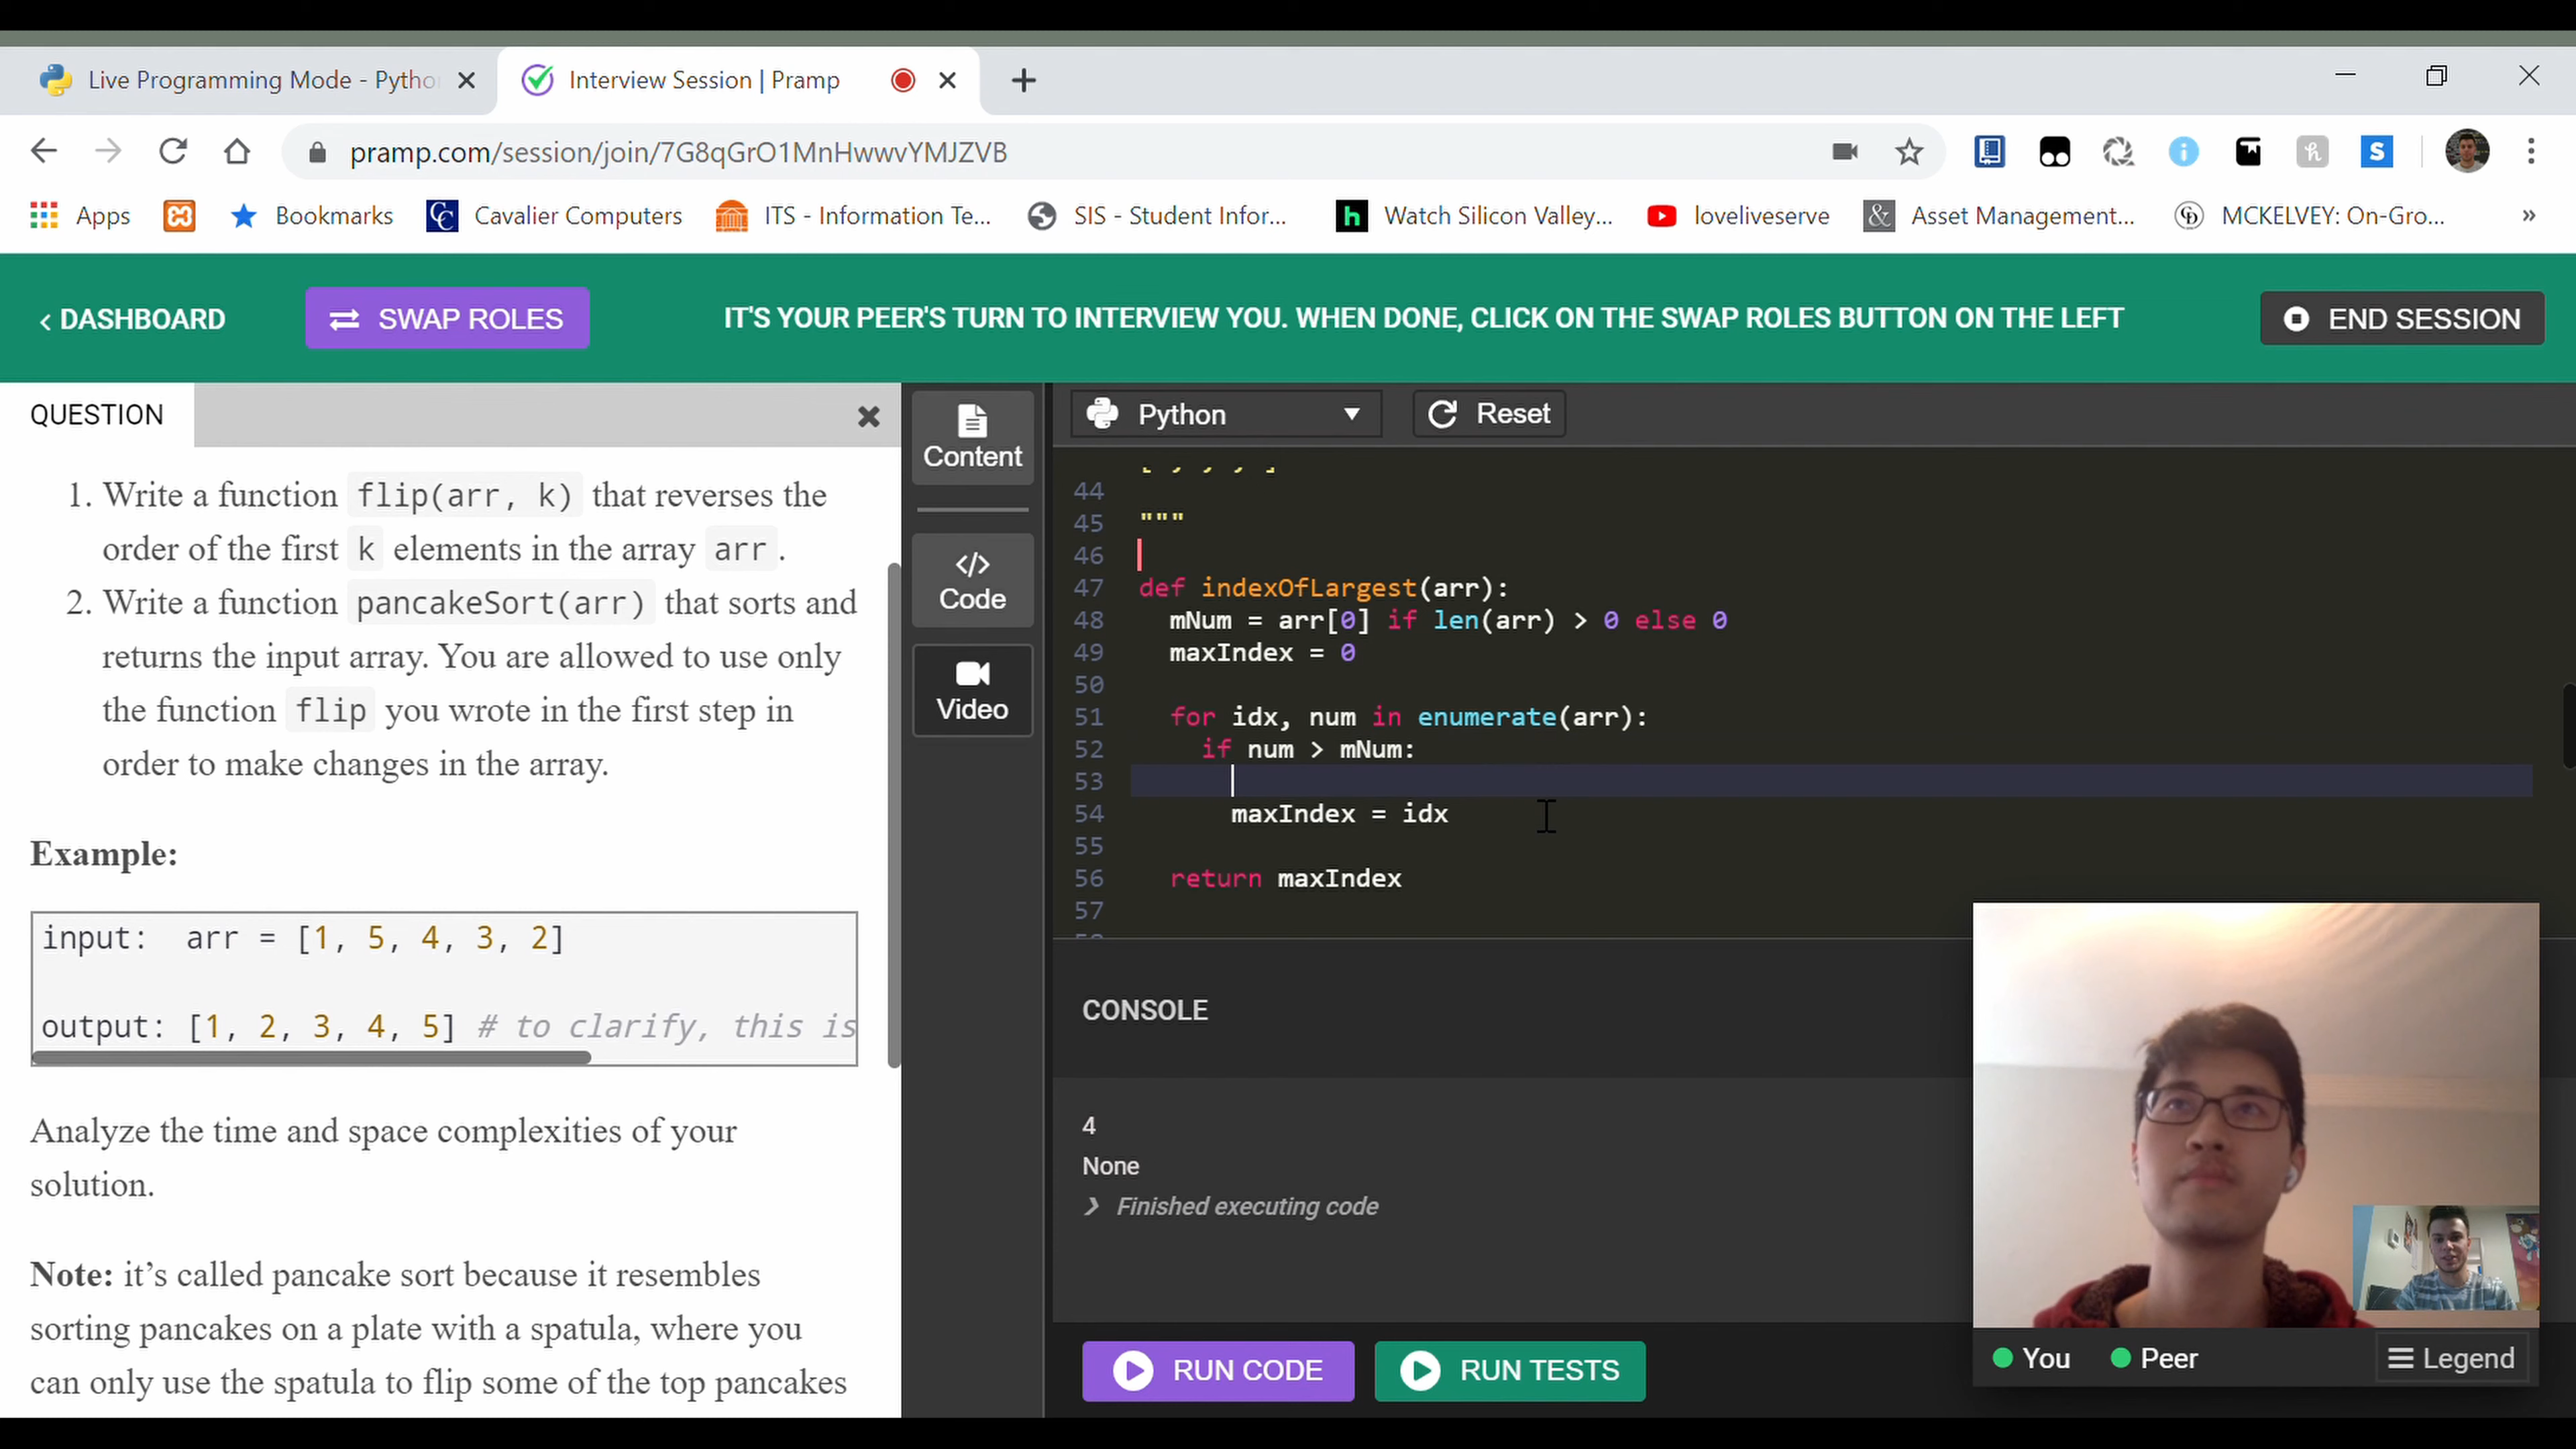 Live Programming Mode - Pytho
Interview Session | Pramp
pramp.com/session/join/7G8qGrO1MnHwwvYMJZVB
Apps
Bookmarks
CC
Cavalier Computers
ITS - Information Te...
SIS - Student Infor...
h
Watch Silicon Valley...
loveliveserve
&
Asset Management...
MCKELVEY: On-Gro...
»
‹ DASHBOARD
SWAP ROLES
IT'S YOUR PEER'S TURN TO INTERVIEW YOU. WHEN DONE, CLICK ON THE SWAP ROLES BUTTON ON THE LEFT
END SESSION
QUESTION
1. Write a function flip(arr, k) that reverses the
order of the first k elements in the array arr.
2. Write a function pancakeSort(arr) that sorts and
returns the input array. You are allowed to use only
the function flip you wrote in the first step in
order to make changes in the array.
Example:
input: arr = [1, 5, 4, 3, 2]
output: [1, 2, 3, 4, 5] # to clarify, this is
Analyze the time and space complexities of your
solution.
Note: it's called pancake sort because it resembles
sorting pancakes on a plate with a spatula, where you
can only use the spatula to flip some of the top pancakes
Content
</> Code
Video
Python
Reset
44
45 """
46
47 def indexOfLargest(arr):
48 mNum = arr[0] if len(arr) > 0 else 0
49 maxIndex = 0
50
51 for idx, num in enumerate(arr):
52 if num > mNum:
53
54 maxIndex = idx
55
56 return maxIndex
57
CONSOLE
4
None
Finished executing code
RUN CODE
RUN TESTS
You
Peer
Legend